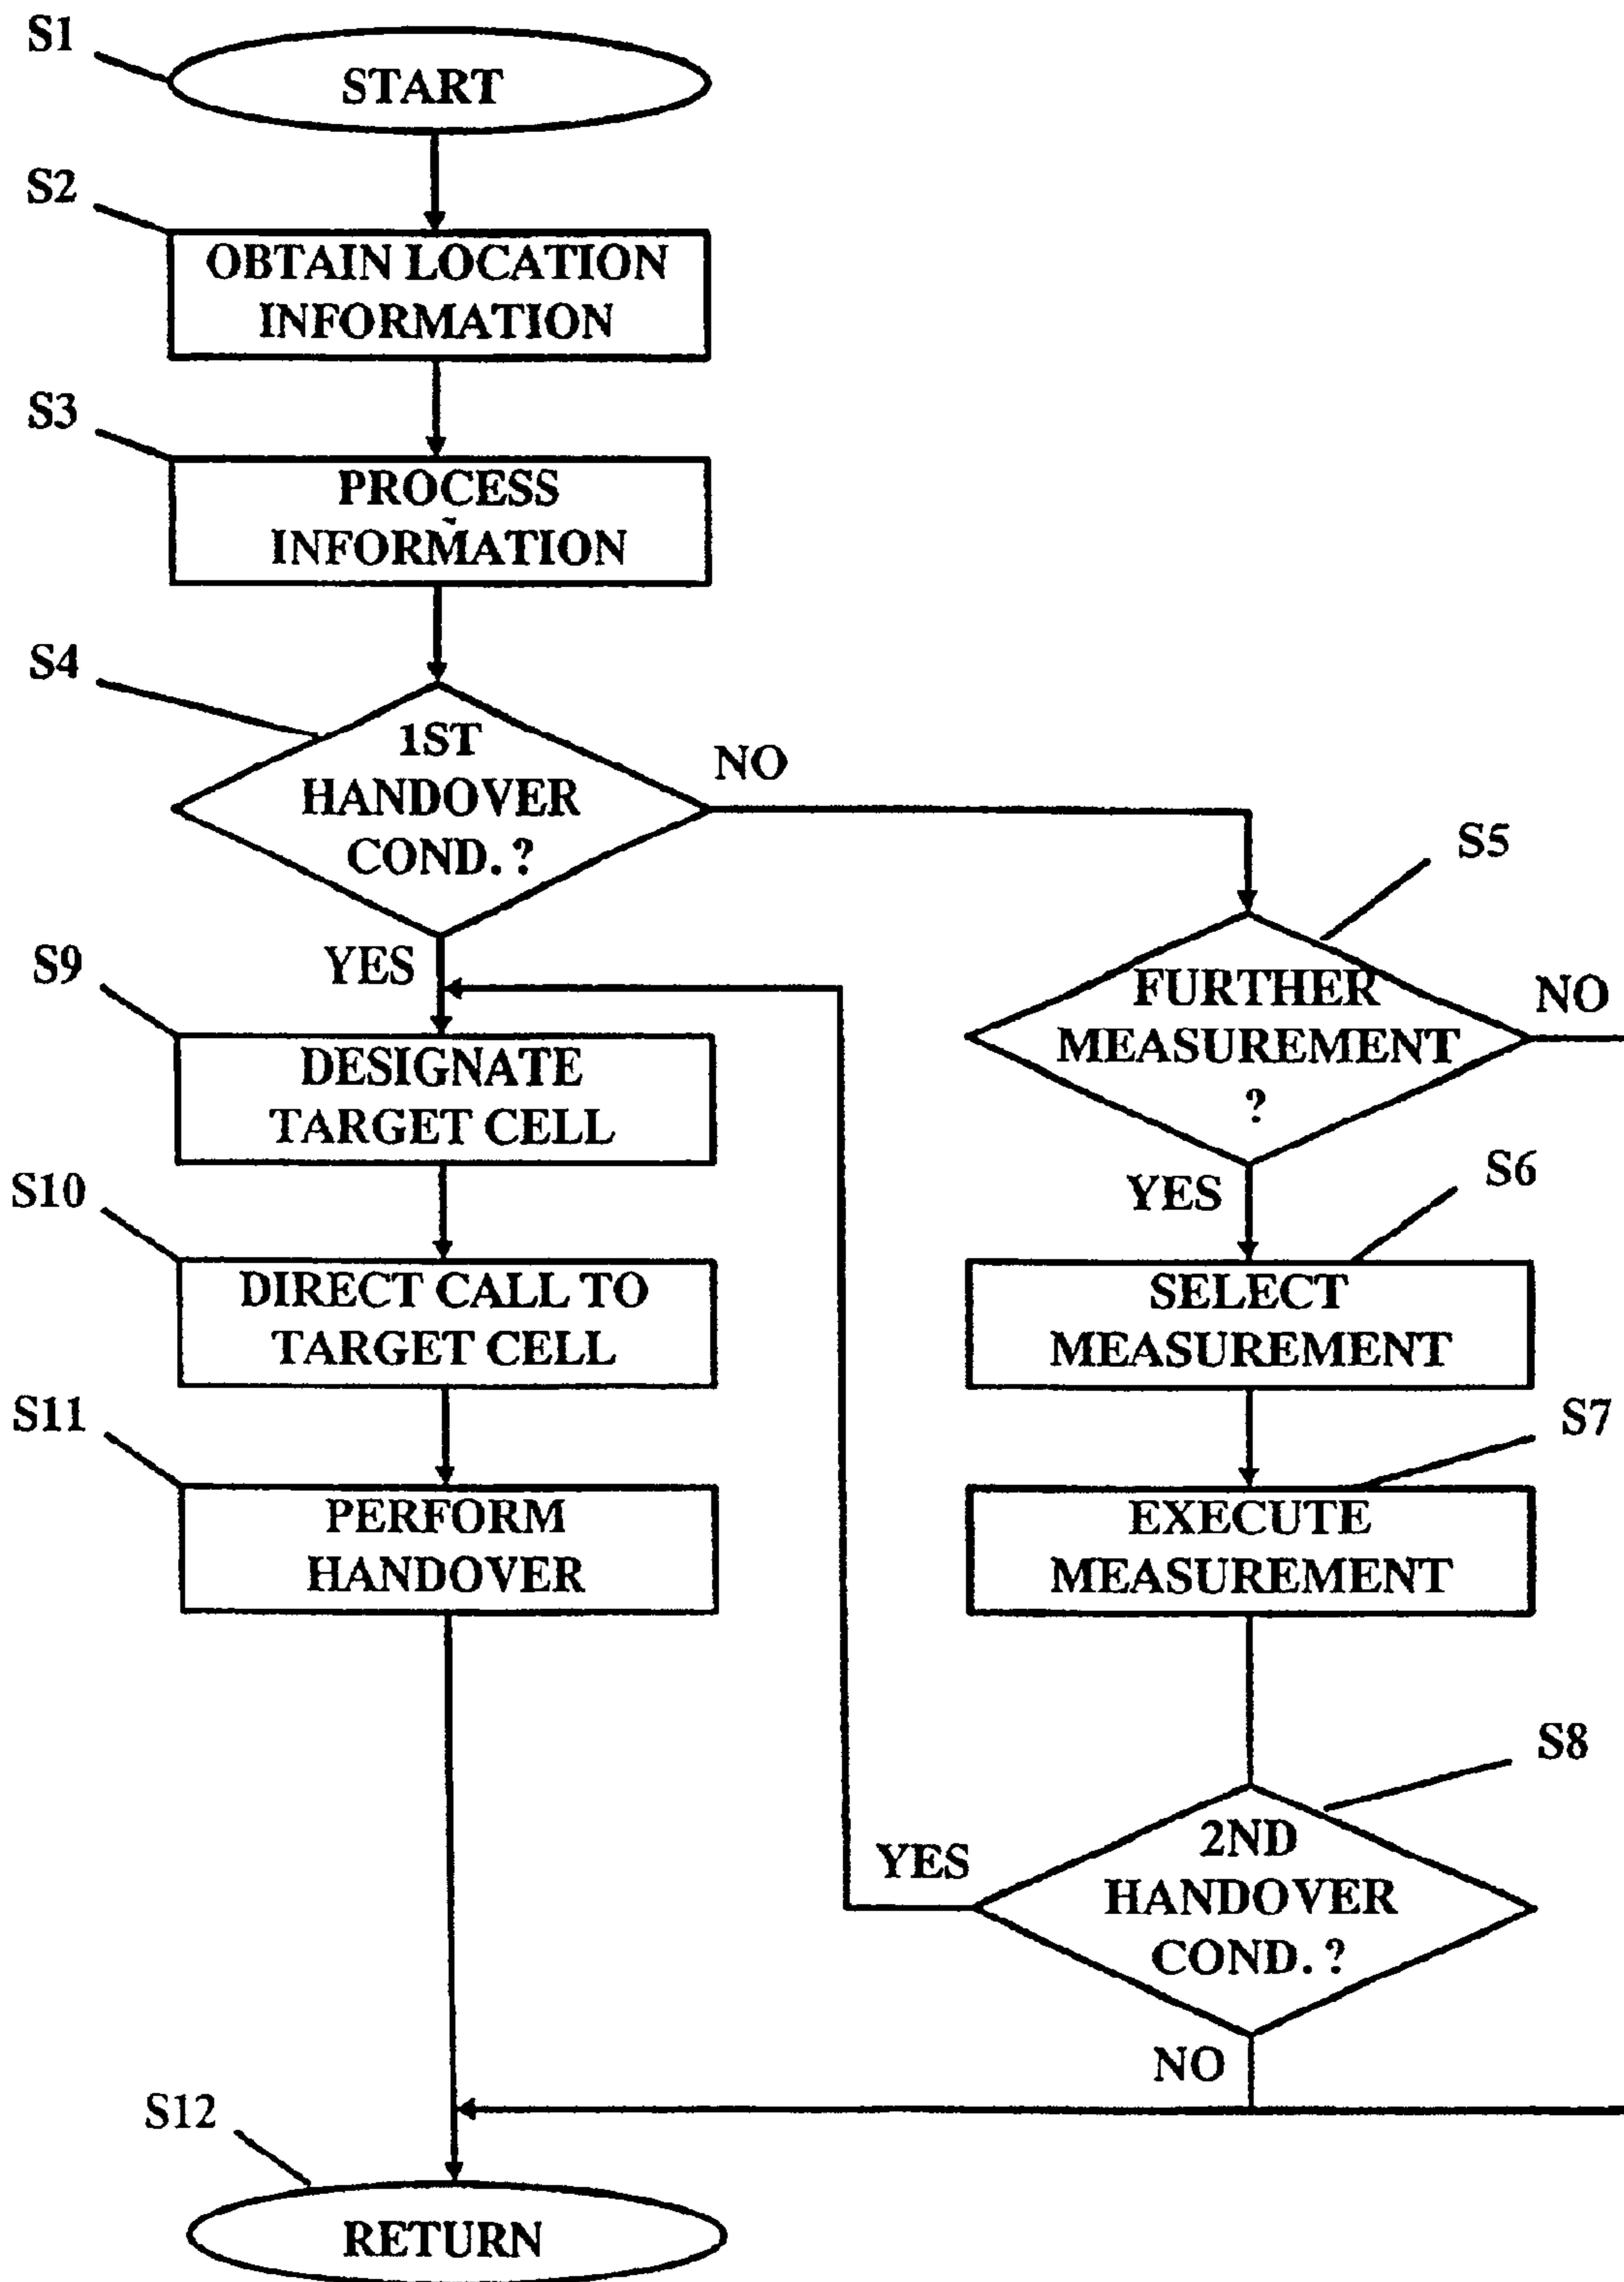 S1
START
S2
OBTAIN LOCATION
INFORMATION
S3
PROCESS
INFORMATION
S4
1ST
HANDOVER
COND. ?
NO
YES
S5
FURTHER
MEASUREMENT
?
NO
YES
S6
SELECT
MEASUREMENT
S7
EXECUTE
MEASUREMENT
S8
2ND
HANDOVER
COND. ?
YES
NO
S9
DESIGNATE
TARGET CELL
S10
DIRECT CALL TO
TARGET CELL
S11
PERFORM
HANDOVER
S12
RETURN